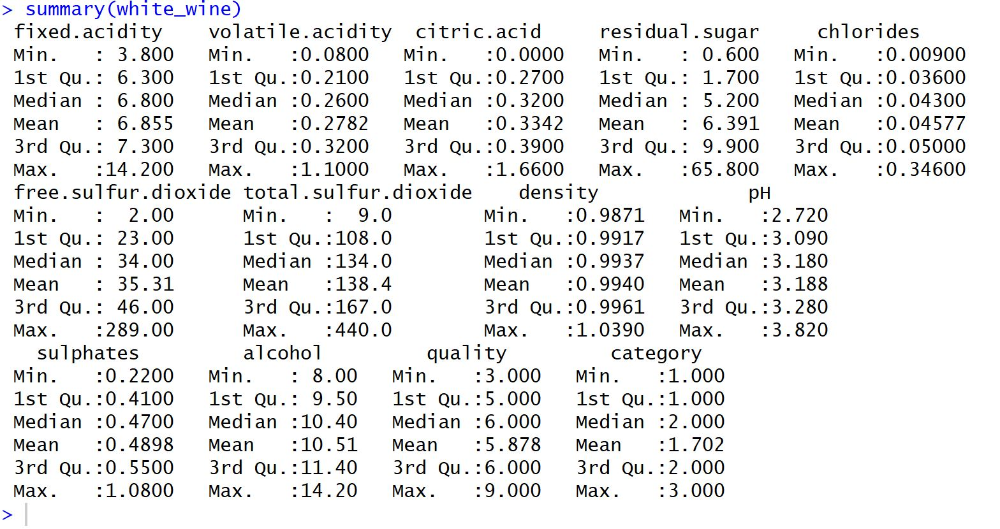 > summary(white_wine)
 fixed.acidity    volatile.acidity  citric.acid     residual.sugar     chlorides
 Min.   : 3.800   Min.   :0.0800   Min.   :0.0000   Min.   : 0.600   Min.   :0.00900
 1st Qu.: 6.300   1st Qu.:0.2100   1st Qu.:0.2700   1st Qu.: 1.700   1st Qu.:0.03600
 Median : 6.800   Median :0.2600   Median :0.3200   Median : 5.200   Median :0.04300
 Mean   : 6.855   Mean   :0.2782   Mean   :0.3342   Mean   : 6.391   Mean   :0.04577
 3rd Qu.: 7.300   3rd Qu.:0.3200   3rd Qu.:0.3900   3rd Qu.: 9.900   3rd Qu.:0.05000
 Max.   :14.200   Max.   :1.1000   Max.   :1.6600   Max.   :65.800   Max.   :0.34600
 free.sulfur.dioxide total.sulfur.dioxide    density             pH
 Min.   :  2.00      Min.   :  9.0        Min.   :0.9871   Min.   :2.720
 1st Qu.: 23.00      1st Qu.:108.0        1st Qu.:0.9917   1st Qu.:3.090
 Median : 34.00      Median :134.0        Median :0.9937   Median :3.180
 Mean   : 35.31      Mean   :138.4        Mean   :0.9940   Mean   :3.188
 3rd Qu.: 46.00      3rd Qu.:167.0        3rd Qu.:0.9961   3rd Qu.:3.280
 Max.   :289.00      Max.   :440.0        Max.   :1.0390   Max.   :3.820
   sulphates         alcohol         quality         category
 Min.   :0.2200   Min.   : 8.00   Min.   :3.000   Min.   :1.000
 1st Qu.:0.4100   1st Qu.: 9.50   1st Qu.:5.000   1st Qu.:1.000
 Median :0.4700   Median :10.40   Median :6.000   Median :2.000
 Mean   :0.4898   Mean   :10.51   Mean   :5.878   Mean   :1.702
 3rd Qu.:0.5500   3rd Qu.:11.40   3rd Qu.:6.000   3rd Qu.:2.000
 Max.   :1.0800   Max.   :14.20   Max.   :9.000   Max.   :3.000
>